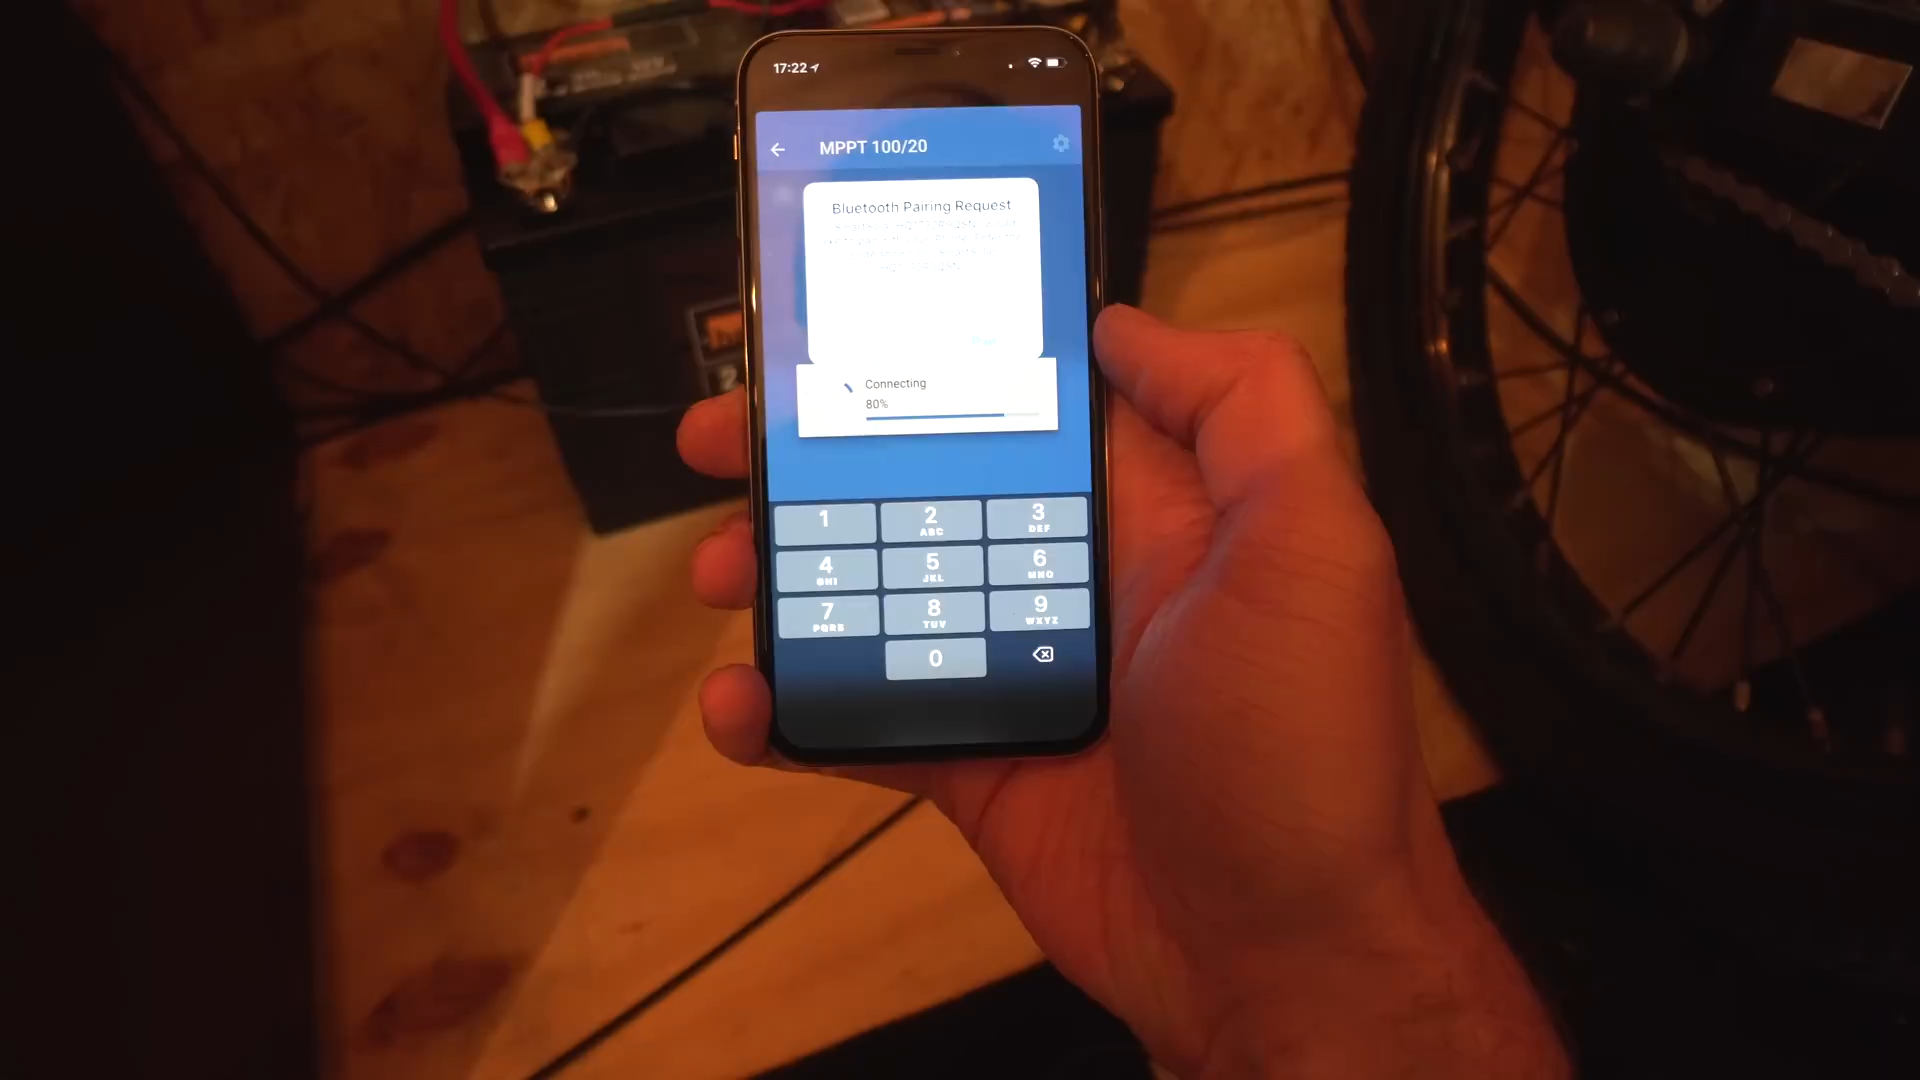 17:22
MPPT 100/20
Bluetooth Pairing Request
Connecting
80%
1
2
ABC
3
DEF
4
GHI
5
JKL
6
MNO
7
PQRS
8
TUV
9
WXYZ
0